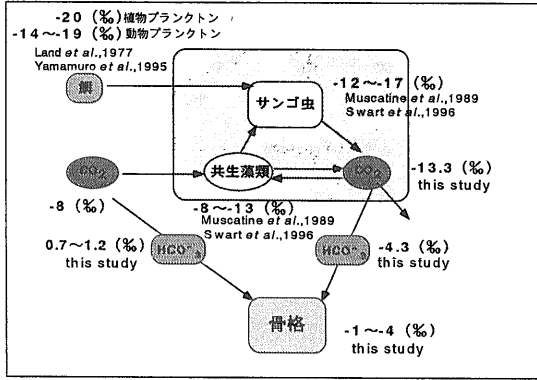 -20 (‰) 植物プランクトン
-14～-19 (‰) 動物プランクトン
Land et al.,1977
Yamamuro et al.,1995
餌
サンゴ虫
-12～-17 (‰)
Muscatine et al.,1989
Swart et al.,1996
CO₂
共生藻類
CO₂
-13.3 (‰)
this study
-8 (‰)
-8～-13 (‰)
Muscatine et al.,1989
Swart et al.,1996
0.7～1.2 (‰)
this study
HCO⁻₃
HCO⁻₃
-4.3 (‰)
this study
骨格
-1～-4 (‰)
this study